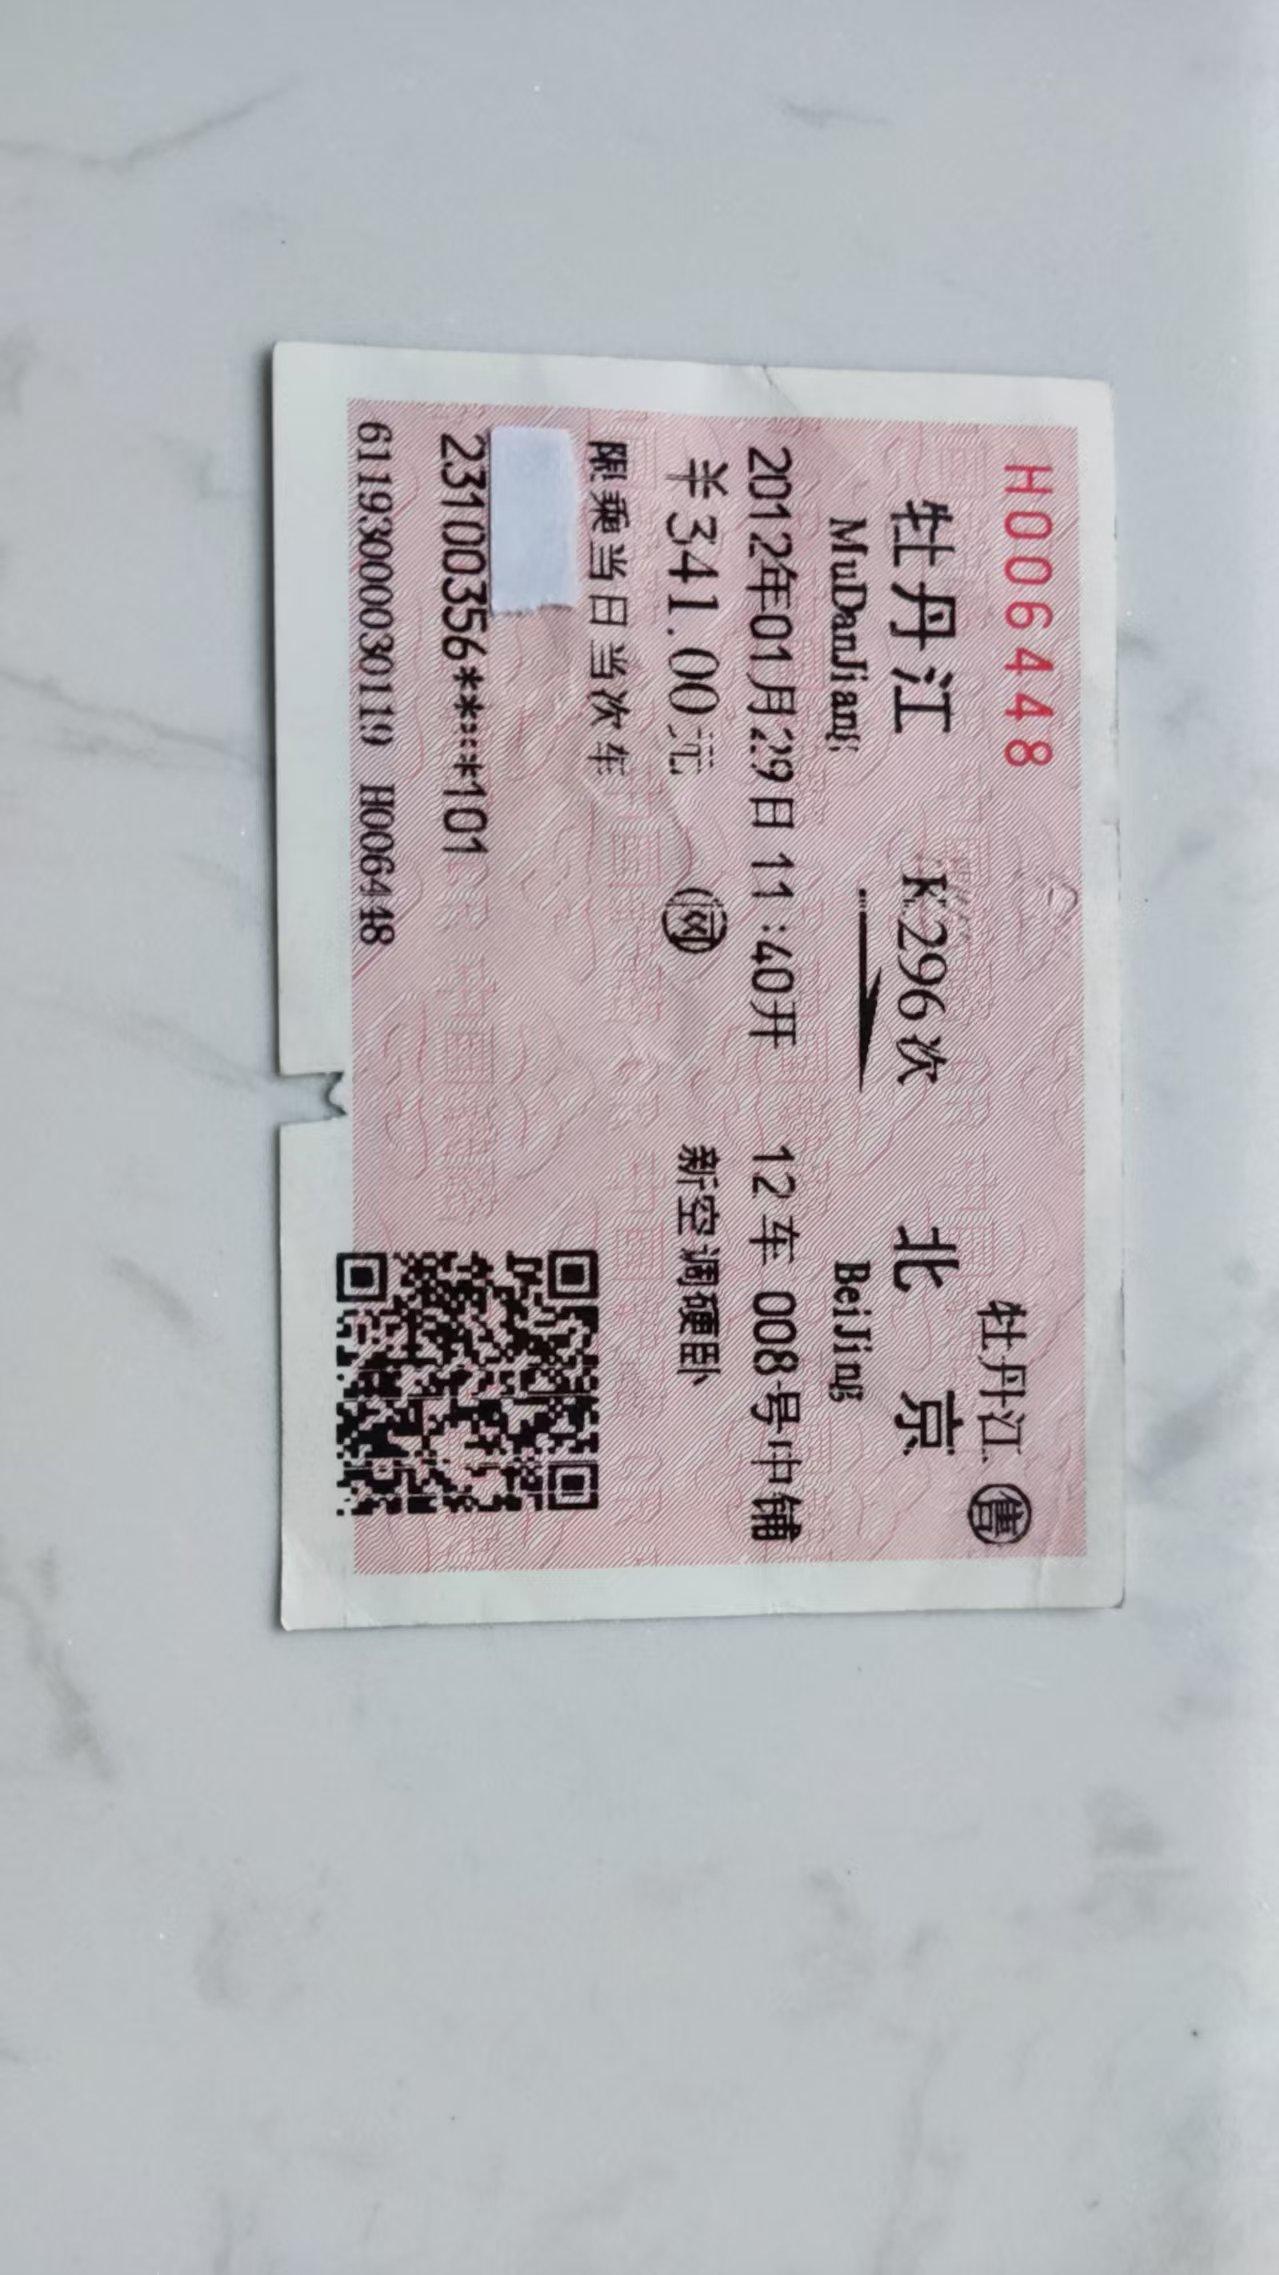 H006448 牡丹江 售
牡丹江 K296次 北京
MuDanJiang BeiJing
2012年01月29日 11:40开 12车 008号中铺
¥341.00元 网 新空调硬卧
限乘当日当次车
23100356****101
61193000030119 H006448